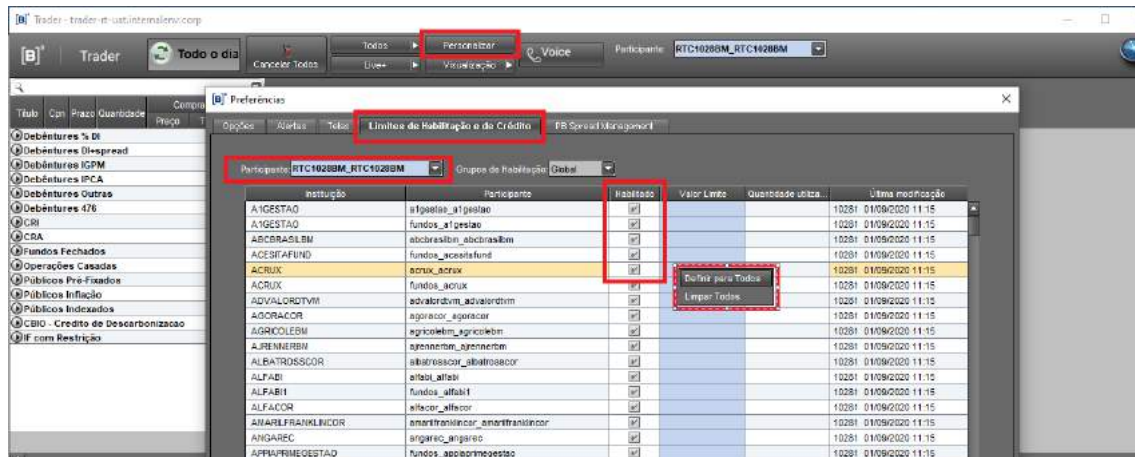 [B]³ Trader - trader-rt-uat.internalenv.corp
[B]³ Trader Todo o dia Cancelar Todos Todos Live+ Personalizar Visualização Voice Participante: RTC1028BM_RTC1028BM
Título Cpn Prazo Quantidade Compra Preço
Debêntures % DI
Debêntures DI+spread
Debêntures IGPM
Debêntures IPCA
Debêntures Outras
Debêntures 476
CRI
CRA
Fundos Fechados
Operações Casadas
Públicos Pré-Fixados
Públicos Inflação
Públicos Indexados
CBIO - Credito de Descarbonizacao
IF com Restrição
[B]³ Preferências
Opções Alertas Telas Limites de Habilitação e de Crédito PB Spread Management
Participante: RTC1028BM_RTC1028BM Grupos de Habilitação: Global
Instituição Participante Habilitado Valor Limite Quantidade utiliza... Última modificação
A1GESTAO a1gestao_a1gestao 10281 01/09/2020 11:15
A1GESTAO fundos_a1gestao 10281 01/09/2020 11:15
ABCBRASILBM abcbrasilbm_abcbrasilbm 10281 01/09/2020 11:15
ACESITAFUND fundos_acesitafund 10281 01/09/2020 11:15
ACRUX acrux_acrux 10281 01/09/2020 11:15
ACRUX fundos_acrux 10281 01/09/2020 11:15
ADVALORDTVM advalordtvm_advalordtvm 10281 01/09/2020 11:15
AGORACOR agoracor_agoracor 10281 01/09/2020 11:15
AGRICOLEBM agricolebm_agricolebm 10281 01/09/2020 11:15
AJRENNERBM ajrennerbm_ajrennerbm 10281 01/09/2020 11:15
ALBATROSSCOR albatrosscor_albatrosscor 10281 01/09/2020 11:15
ALFABI alfabi_alfabi 10281 01/09/2020 11:15
ALFABI1 fundos_alfabi1 10281 01/09/2020 11:15
ALFACOR alfacor_alfacor 10281 01/09/2020 11:15
AMARILFRANKLINCOR amarilfranklincor_amarilfranklincor 10281 01/09/2020 11:15
ANGAREC angarec_angarec 10281 01/09/2020 11:15
APPIAPRIMEGESTAO fundos_appiaprimegestao 10281 01/09/2020 11:15
Definir para Todos
Limpar Todos